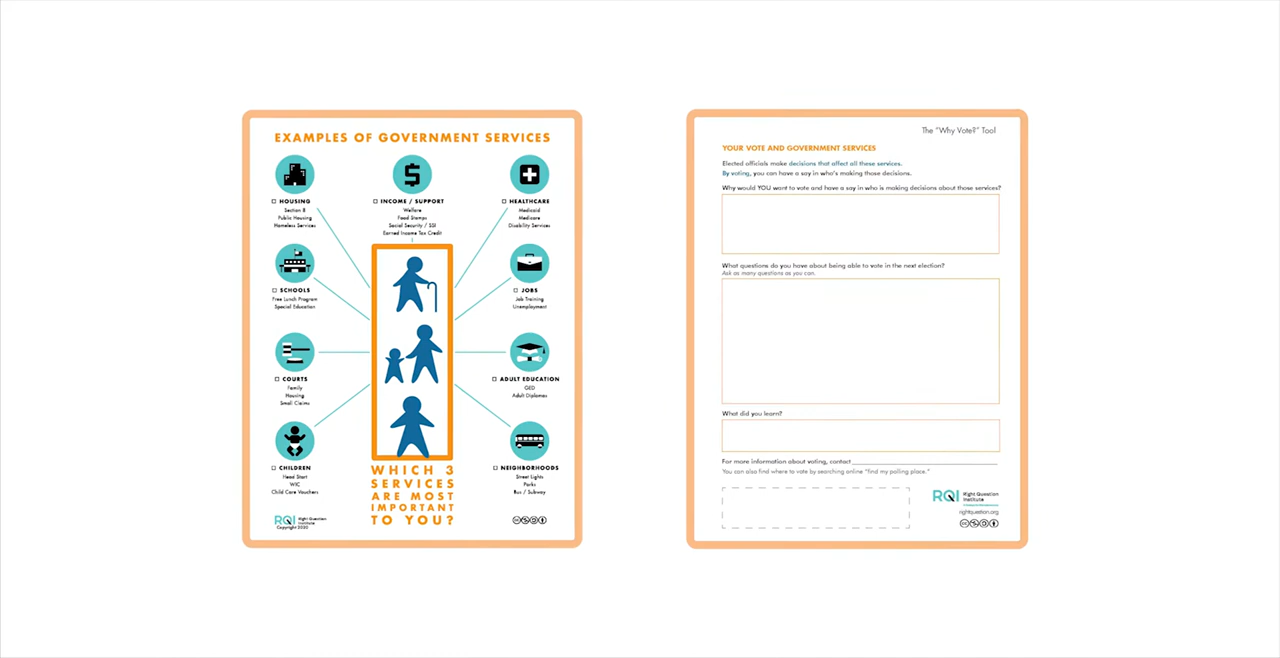 EXAMPLES OF GOVERNMENT SERVICES
HOUSING
Section 8
Public Housing
Homeless Services
INCOME / SUPPORT
Welfare
Food Stamps
Social Security / SSI
Earned Income Tax Credit
HEALTHCARE
Medicaid
Medicare
Disability Services
SCHOOLS
Free Lunch Program
Special Education
JOBS
Job Training
Unemployment
COURTS
Family
Housing
Small Claims
ADULT EDUCATION
GED
Adult Diplomas
CHILDREN
Head Start
WIC
Child Care Vouchers
NEIGHBORHOODS
Street Lights
Parks
Bus / Subway
WHICH 3
SERVICES
ARE MOST
IMPORTANT
TO YOU?
RQI Right Question
Institute
Copyright 2020
The "Why Vote?" Tool
YOUR VOTE AND GOVERNMENT SERVICES
Elected officials make decisions that affect all these services.
By voting, you can have a say in who's making those decisions.
Why would YOU want to vote and have a say in who is making decisions about those services?
What questions do you have about being able to vote in the next election?
Ask as many questions as you can.
What did you learn?
For more information about voting, contact
You can also find where to vote by searching online "find my polling place."
RQI Right Question
Institute
rightquestion.org